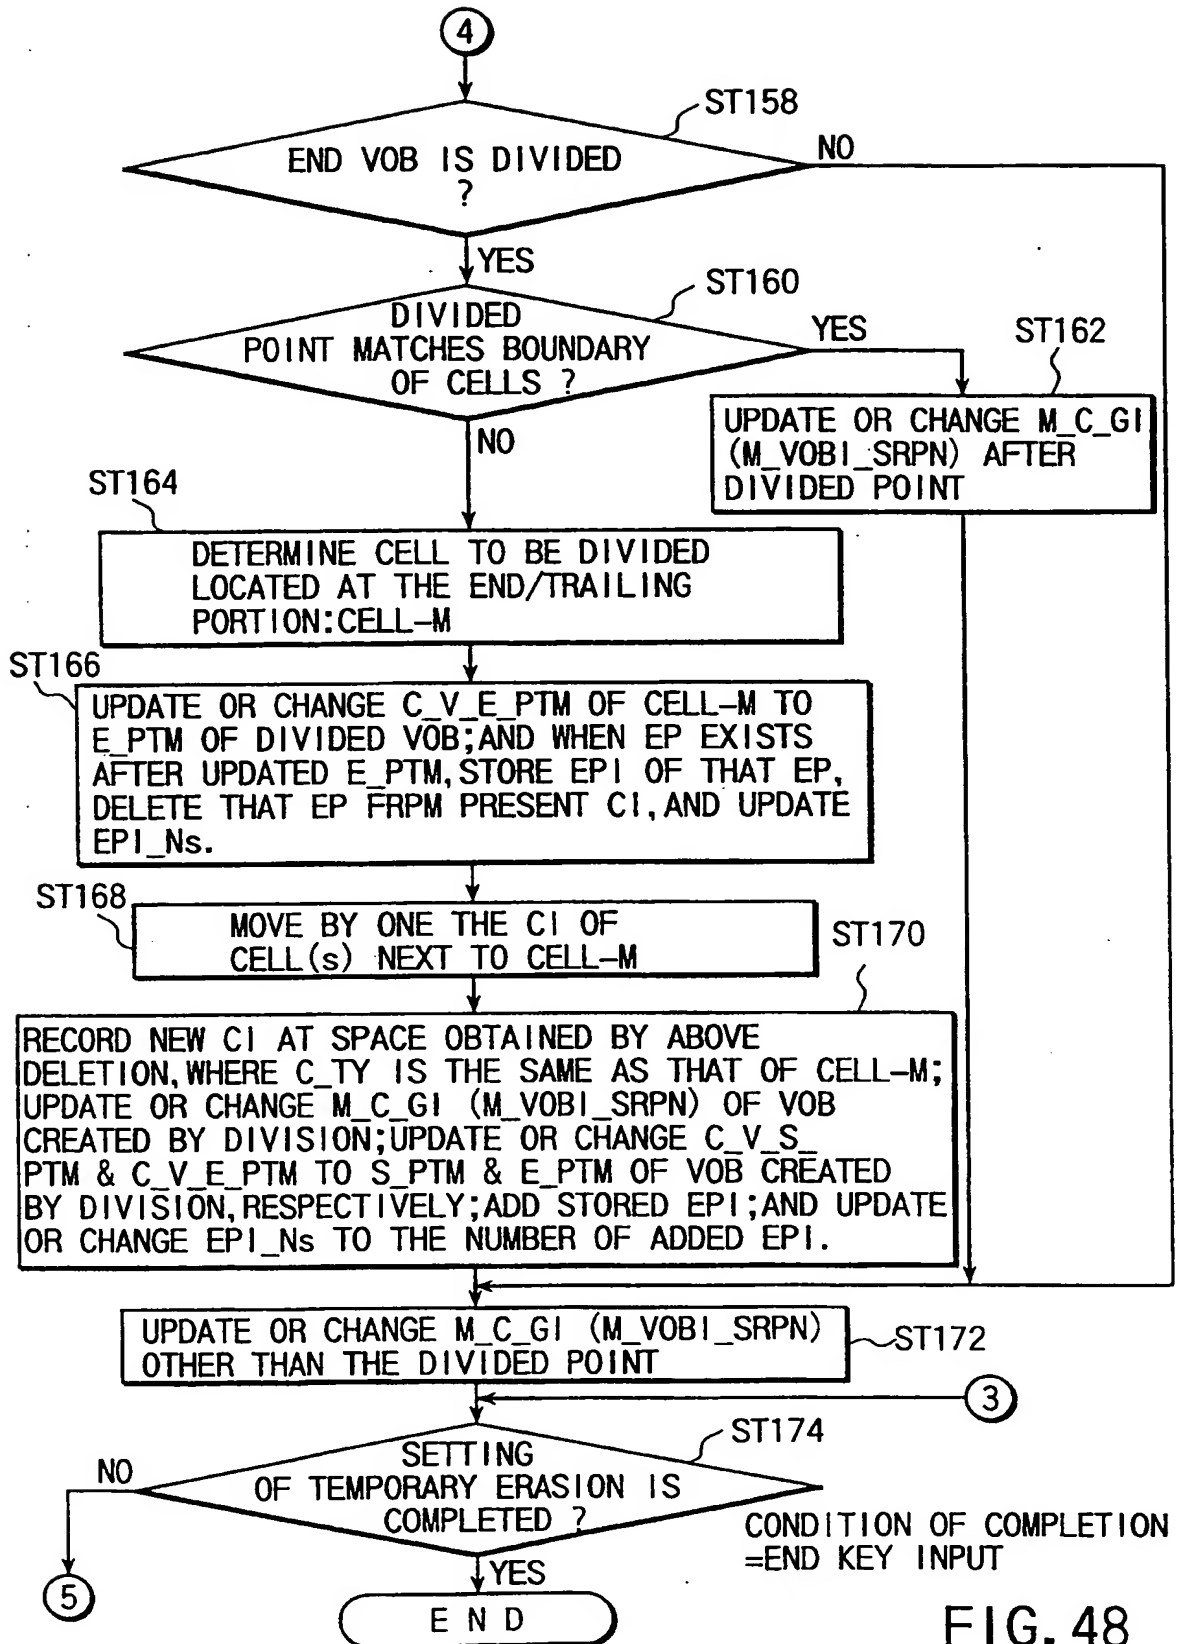 4
ST158
END VOB IS DIVIDED
?
NO
YES
ST160
DIVIDED
POINT MATCHES BOUNDARY
OF CELLS ?
YES
ST162
NO
UPDATE OR CHANGE M_C_GI
(M_VOBI_SRPN) AFTER
DIVIDED POINT
ST164
DETERMINE CELL TO BE DIVIDED
LOCATED AT THE END/TRAILING
PORTION:CELL-M
ST166
UPDATE OR CHANGE C_V_E_PTM OF CELL-M TO
E_PTM OF DIVIDED VOB;AND WHEN EP EXISTS
AFTER UPDATED E_PTM,STORE EPI OF THAT EP,
DELETE THAT EP FRPM PRESENT CI,AND UPDATE
EPI_Ns.
ST168
MOVE BY ONE THE CI OF
CELL(s) NEXT TO CELL-M
ST170
RECORD NEW CI AT SPACE OBTAINED BY ABOVE
DELETION,WHERE C_TY IS THE SAME AS THAT OF CELL-M;
UPDATE OR CHANGE M_C_GI (M_VOBI_SRPN) OF VOB
CREATED BY DIVISION;UPDATE OR CHANGE C_V_S_
PTM & C_V_E_PTM TO S_PTM & E_PTM OF VOB CREATED
BY DIVISION,RESPECTIVELY;ADD STORED EPI;AND UPDATE
OR CHANGE EPI_Ns TO THE NUMBER OF ADDED EPI.
UPDATE OR CHANGE M_C_GI (M_VOBI_SRPN)
OTHER THAN THE DIVIDED POINT
ST172
3
ST174
SETTING
OF TEMPORARY ERASION IS
COMPLETED ?
NO
CONDITION OF COMPLETION
=END KEY INPUT
5
YES
END
FIG. 48